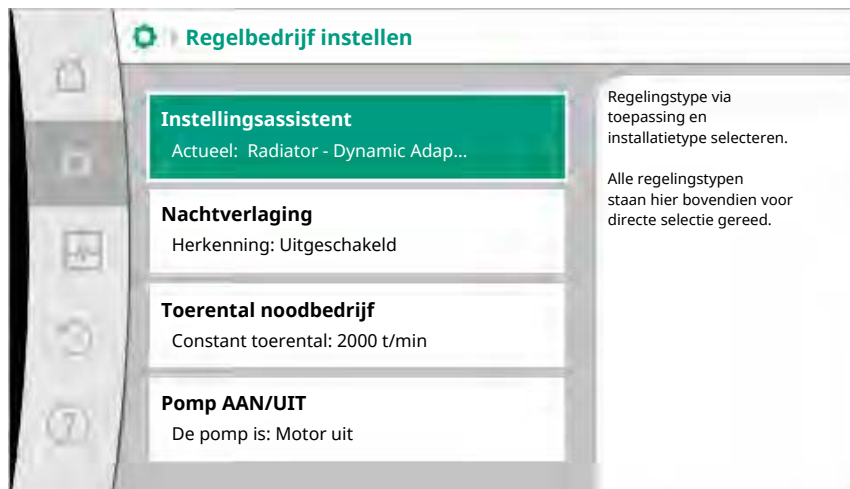 Regelbedrijf instellen
Instellingsassistent
Actueel: Radiator - Dynamic Adap...
Nachtverlaging
Herkenning: Uitgeschakeld
Toerental noodbedrijf
Constant toerental: 2000 t/min
Pomp AAN/UIT
De pomp is: Motor uit
Regelingstype via
toepassing en
installatietype selecteren.
Alle regelingstypen
staan hier bovendien voor
directe selectie gereed.
?